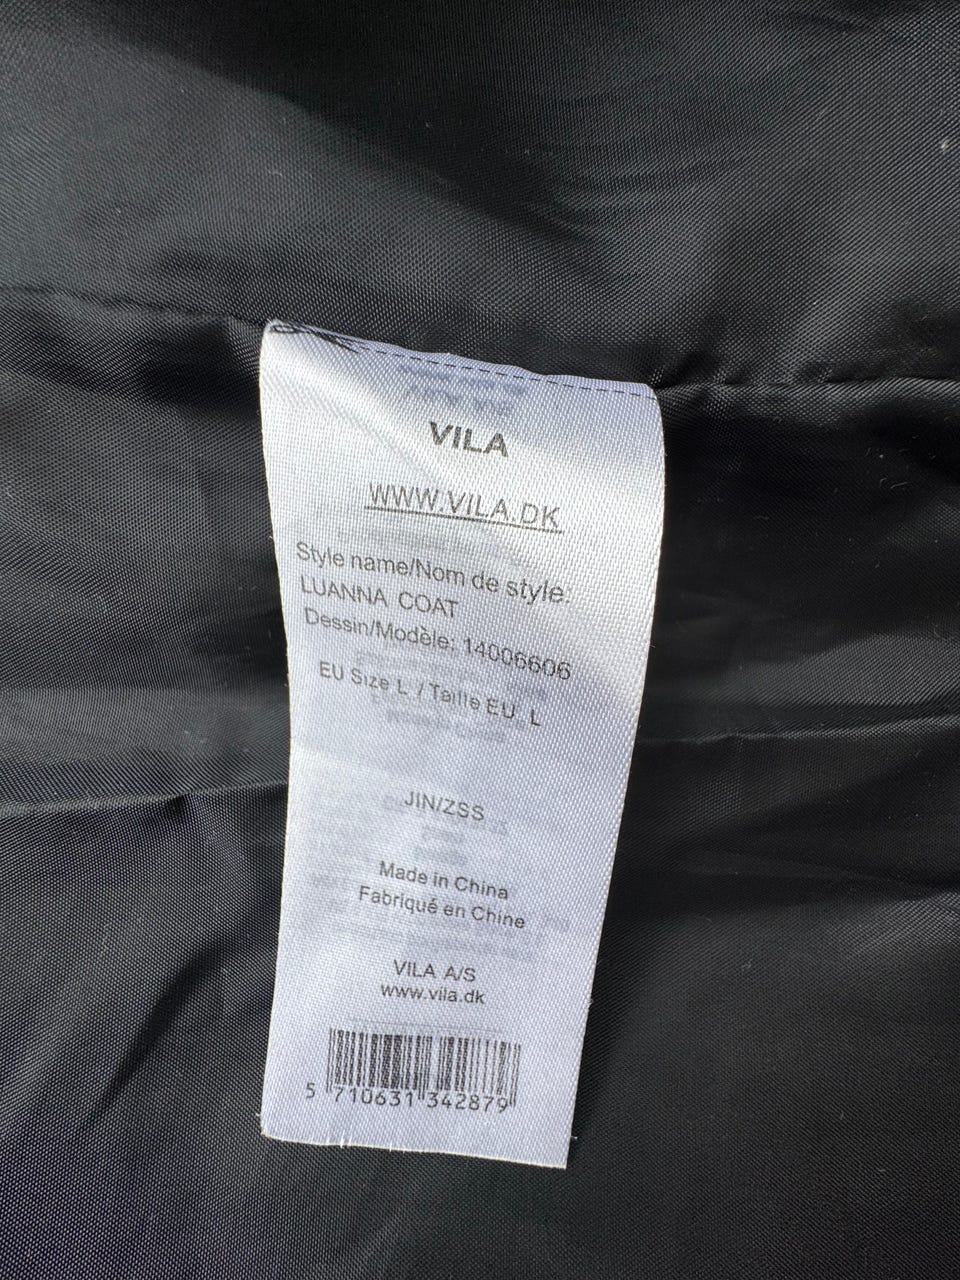 VILA
WWW.VILA.DK
Style name/Nom de style:
LUANNA COAT
Dessin/Modèle: 14006606
EU Size L / Taille EU. L
JIN/ZSS
Made in China
Fabriqué en Chine
VILA A/S
www.vila.dk
5 710631 342879